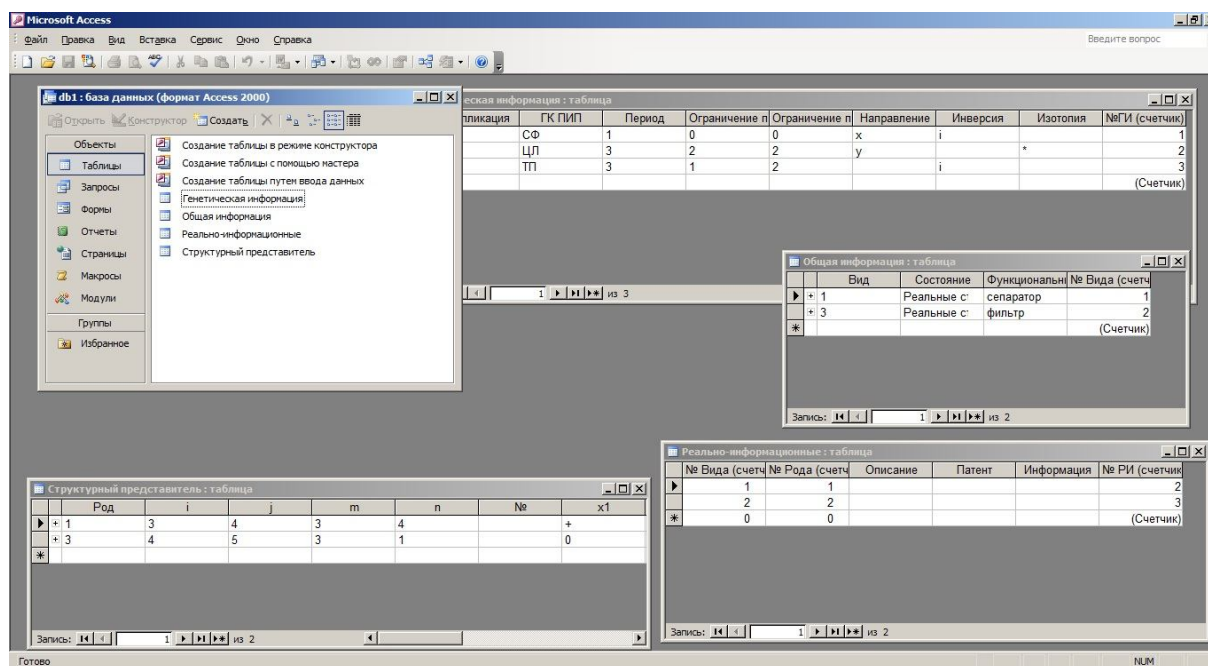 Microsoft Access
Файл Правка Вид Вставка Сервис Окно Справка Введите вопрос
db1 : база данных (формат Access 2000)
Открыть Конструктор Создать
Объекты
Таблицы
Запросы
Формы
Отчеты
Страницы
Макросы
Модули
Группы
Избранное
Создание таблицы в режиме конструктора
Создание таблицы с помощью мастера
Создание таблицы путем ввода данных
Генетическая информация
Общая информация
Реально-информационные
Структурный представитель
еская информация : таблица
пликация ГК ПИП Период Ограничение п Ограничение п Направление Инверсия Изотопия №ГИ (счетчик)
СФ 1 0 0 x i 1
ЦЛ 3 2 2 y * 2
ТП 3 1 2 i 3
(Счетчик)
1 из 3
Общая информация : таблица
Вид Состояние Функциональн № Вида (счетч
1 Реальные с сепаратор 1
3 Реальные с фильтр 2
(Счетчик)
Запись: 1 из 2
Реально-информационные : таблица
№ Вида (счетч № Рода (счетч Описание Патент Информация № РИ (счетчик
1 1 2
2 2 3
0 0 (Счетчик)
Запись: 1 из 2
Структурный представитель : таблица
Род i j m n № x1
1 3 4 3 4 +
3 4 5 3 1 0
Запись: 1 из 2
Готово NUM